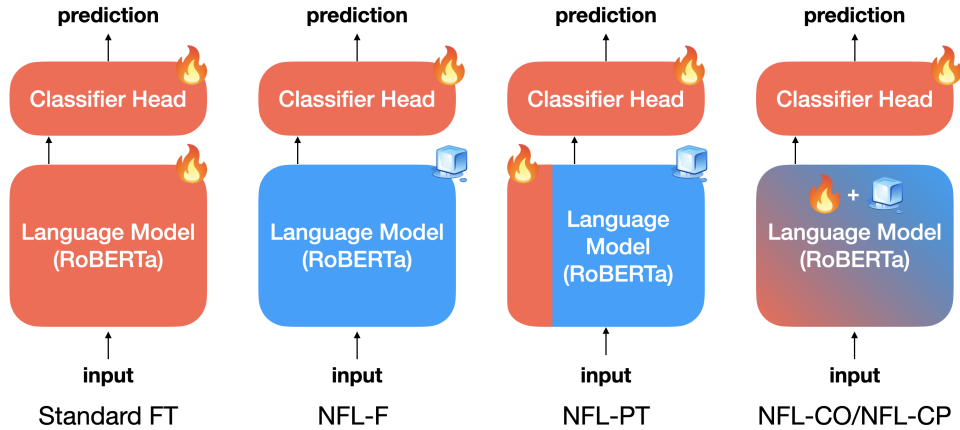 prediction
Classifier Head
Language Model
(RoBERTa)
input
Standard FT
prediction
Classifier Head
Language Model
(RoBERTa)
input
NFL-F
prediction
Classifier Head
Language
Model
(RoBERTa)
input
NFL-PT
prediction
Classifier Head
+
Language Model
(RoBERTa)
input
NFL-CO/NFL-CP